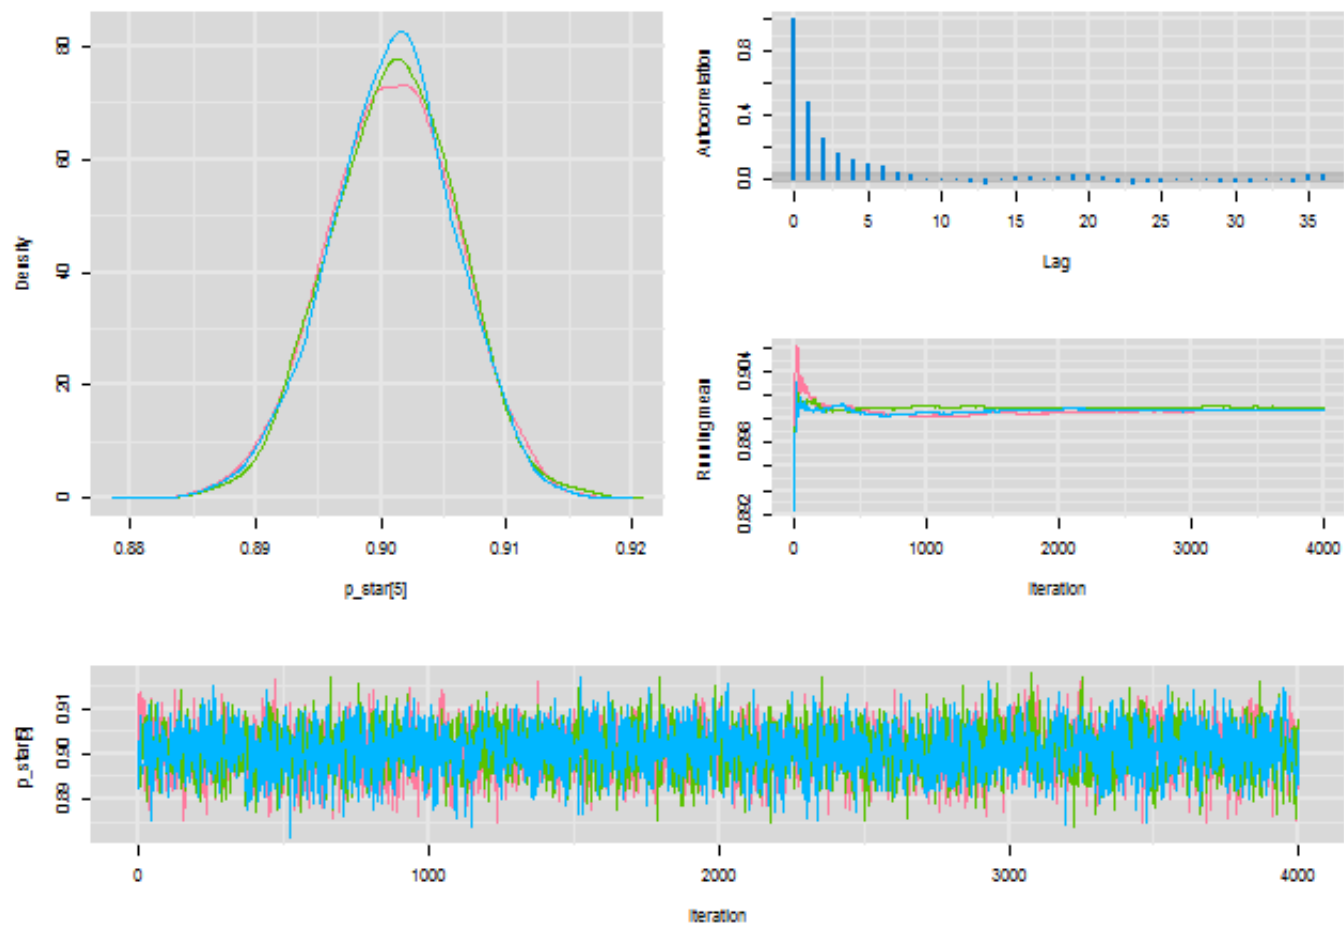 Density
80
60
40
20
0
0.88 0.89 0.90 0.91 0.92
p_star[5]
Autocorrelation
0.8
0.4
0.0
0 5 10 15 20 25 30 35
Lag
Running mean
0.904
0.898
0.892
0 1000 2000 3000 4000
Iteration
p_star[5]
0.91
0.90
0.89
0 1000 2000 3000 4000
Iteration